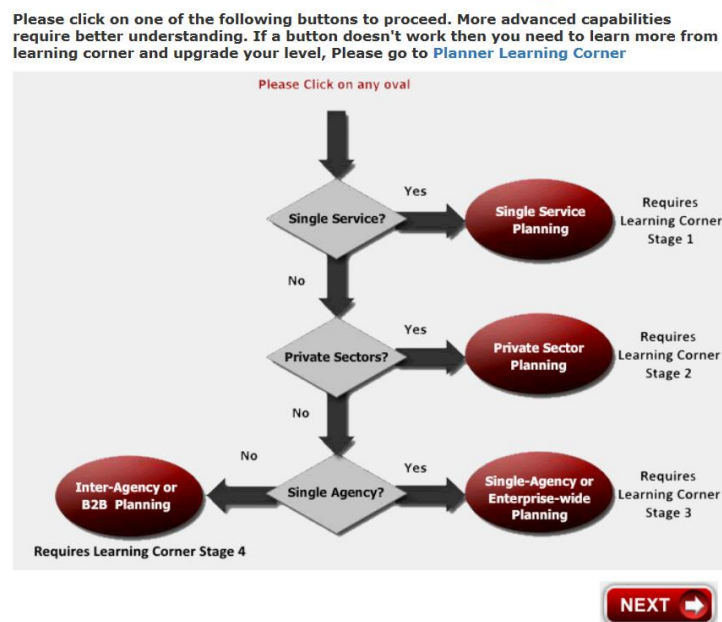 Please click on one of the following buttons to proceed. More advanced capabilities
require better understanding. If a button doesn't work then you need to learn more from
learning corner and upgrade your level, Please go to Planner Learning Corner
Please Click on any oval
Yes
Single Service?
Single Service
Planning
Requires
Learning Corner
Stage 1
No
Yes
Private Sectors?
Private Sector
Planning
Requires
Learning Corner
Stage 2
No
No
Yes
Inter-Agency or
B2B Planning
Single Agency?
Single-Agency or
Enterprise-wide
Planning
Requires
Learning Corner
Stage 3
Requires Learning Corner Stage 4
NEXT